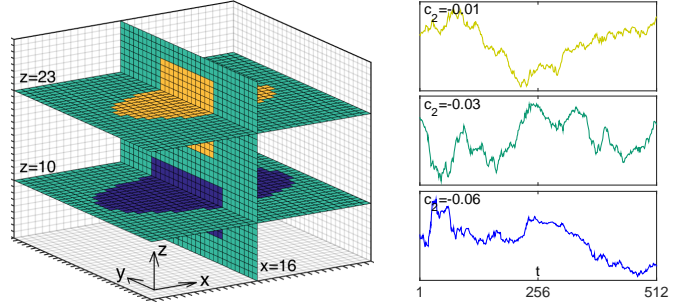 z=23
z=10
z
y
x
x=16
c₂=-0.01
c₂=-0.03
c₂=-0.06
t
1 256 512